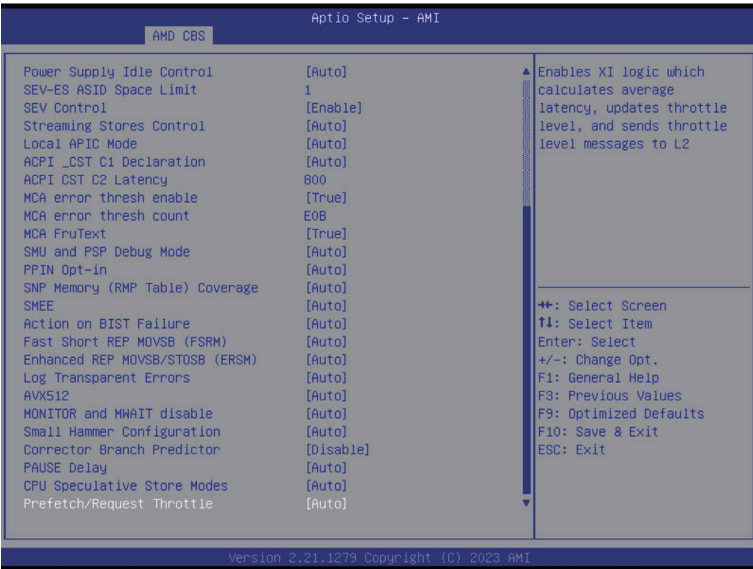 Aptio Setup – AMI
AMD CBS
Power Supply Idle Control [Auto]
SEV-ES ASID Space Limit 1
SEV Control [Enable]
Streaming Stores Control [Auto]
Local APIC Mode [Auto]
ACPI _CST C1 Declaration [Auto]
ACPI CST C2 Latency 800
MCA error thresh enable [True]
MCA error thresh count E0B
MCA FruText [True]
SMU and PSP Debug Mode [Auto]
PPIN Opt-in [Auto]
SNP Memory (RMP Table) Coverage [Auto]
SMEE [Auto]
Action on BIST Failure [Auto]
Fast Short REP MOVSB (FSRM) [Auto]
Enhanced REP MOVSB/STOSB (ERSM) [Auto]
Log Transparent Errors [Auto]
AVX512 [Auto]
MONITOR and MWAIT disable [Auto]
Small Hammer Configuration [Auto]
Corrector Branch Predictor [Disable]
PAUSE Delay [Auto]
CPU Speculative Store Modes [Auto]
Prefetch/Request Throttle [Auto]
Enables XI logic which
calculates average
latency, updates throttle
level, and sends throttle
level messages to L2
→←: Select Screen
↑↓: Select Item
Enter: Select
+/-: Change Opt.
F1: General Help
F3: Previous Values
F9: Optimized Defaults
F10: Save & Exit
ESC: Exit
Version 2.21.1279 Copyright (C) 2023 AMI